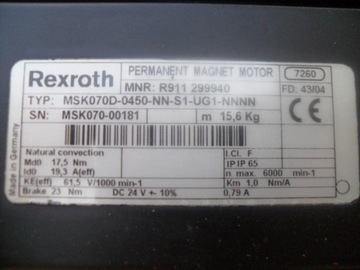 Rexroth
PERMANENT MAGNET MOTOR
7260
MNR: R911 299940
FD: 43/04
TYP: MSK070D-0450-NN-S1-UG1-NNNN
SN: MSK070-00181
m 15,6 Kg
CE
Made in Germany
Natural convection
I.CL. F
Md0 17,5 Nm
IP IP 65
Id0 19,3 A(eff)
n max. 6000 min-1
KE(eff) 61,5 V/1000 min-1
Km 1,0 Nm/A
Brake 23 Nm DC 24 V +- 10% 0,79 A